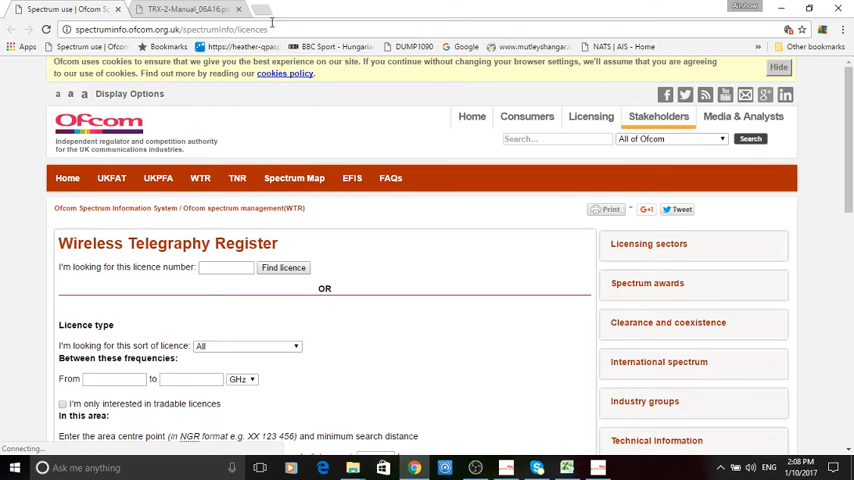 Spectrum use | Ofcom S
TRX-2-Manual_06A16.p
Ainshow
spectruminfo.ofcom.org.uk/spectrumInfo/licences
Apps
Spectrum use » Ofcom
Bookmarks
https://heather-qpasp
BBC Sport - Hungaria
DUMP1090
Google
www.mutleyshangar.c
NATS | AIS - Home
Other bookmarks
Ofcom uses cookies to ensure that we give you the best experience on our site. If you continue without changing your browser settings, we'll assume that you are agreeing
to our use of cookies. Find out more by reading our cookies policy.
Hide
a a a Display Options
Ofcom
Independent regulator and competition authority
for the UK communications industries.
Home Consumers Licensing Stakeholders Media & Analysts
Search... All of Ofcom Search
Home UKFAT UKPFA WTR TNR Spectrum Map EFIS FAQs
Ofcom Spectrum Information System / Ofcom spectrum management(WTR)
Print G+1 Tweet
Wireless Telegraphy Register
I'm looking for this licence number: Find licence
OR
Licence type
I'm looking for this sort of licence: All
Between these frequencies:
From to GHz
I'm only interested in tradable licences
In this area:
Enter the area centre point (in NGR format e.g. XX 123 456) and minimum search distance
Licensing sectors
Spectrum awards
Clearance and coexistence
International spectrum
Industry groups
Technical Information
Connecting...
Ask me anything
ENG
2:08 PM
1/10/2017